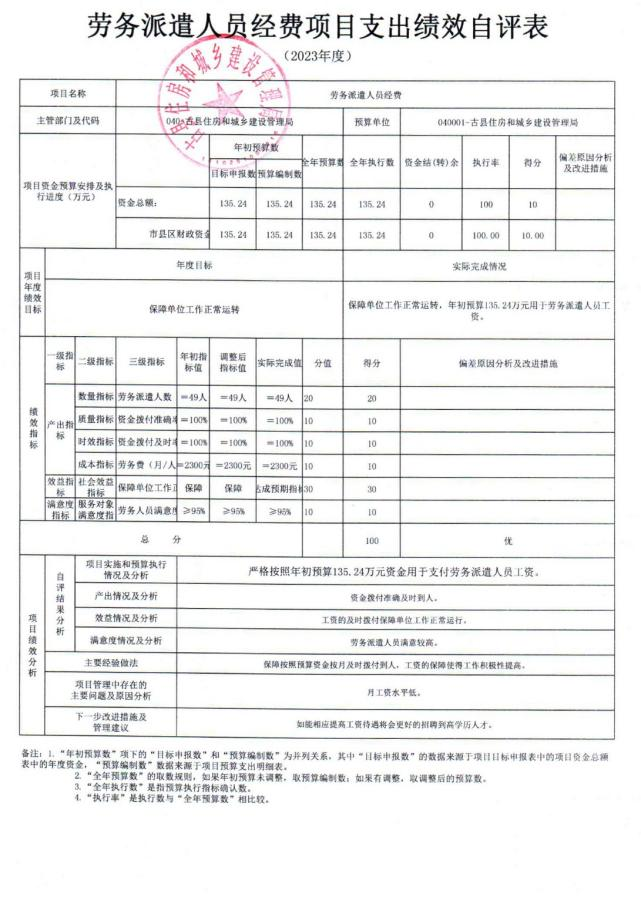 劳务派遣人员经费项目支出绩效自评表
（2023年度）
项目名称 劳务派遣人员经费
主管部门及代码 040-古县住房和城乡建设管理局 预算单位 040001-古县住房和城乡建设管理局
项目资金预算安排及执行进度（万元） 年初预算数 全年预算数 全年执行数 资金结(转)余 执行率 得分 偏差原因分析及改进措施
目标申报数 预算编制数
资金总额： 135.24 135.24 135.24 135.24 0 100 10
市县区财政资金 135.24 135.24 135.24 135.24 0 100.00 10.00
项目年度绩效目标 年度目标 实际完成情况
保障单位工作正常运转 保障单位工作正常运转，年初预算135.24万元用于劳务派遣人员工资。
绩效指标 一级指标 二级指标 三级指标 年初指标值 调整后指标值 实际完成值 分值 得分 偏差原因分析及改进措施
产出指标 数量指标 劳务派遣人数 =49人 =49人 =49人 20 20
质量指标 资金拨付准确率 =100% =100% =100% 10 10
时效指标 资金拨付及时率 =100% =100% =100% 10 10
成本指标 劳务费（月/人 =2300元 =2300元 =2300元 10 10
效益指标 社会效益指标 保障单位工作正 保障 保障 达成预期指标 30 30
满意度指标 服务对象满意度指 劳务人员满意度 ≥95% ≥95% ≥95% 10 10
总 分 100 优
项目绩效分析 自评结果分析 项目实施和预算执行情况及分析 严格按照年初预算135.24万元资金用于支付劳务派遣人员工资。
产出情况及分析 资金拨付准确及时到人。
效益情况及分析 工资的及时拨付保障单位工作正常运行。
满意度情况及分析 劳务派遣人员满意较高。
主要经验做法 保障按照预算资金按月及时拨付到人，工资的保障使得工作积极性提高。
项目管理中存在的主要问题及原因分析 月工资水平低。
下一步改进措施及管理建议 如能相应提高工资待遇将会更好的招聘到高学历人才。
备注：1.“年初预算数”项下的“目标申报数”和“预算编制数”为并列关系，其中“目标申报数”的数据来源于项目目标申报表中的项目资金总额
表中的年度资金，“预算编制数”数据来源于项目预算支出明细表。
2.“全年预算数”的取数规则，如果年初预算未调整，取预算编制数；如果有调整，取调整后的预算数。
3.“全年执行数”是指预算执行指标确认数。
4.“执行率”是执行数与“全年预算数”相比较。
古县住房和城乡建设管理局